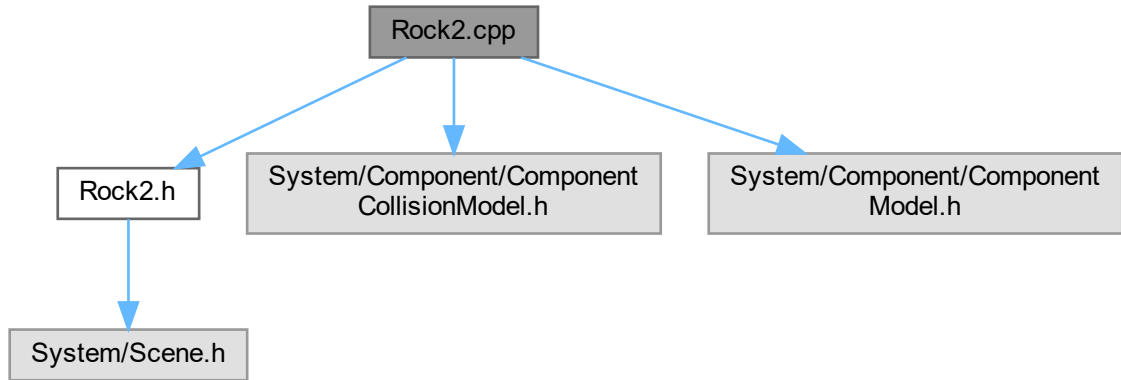 Rock2.cpp
Rock2.h
System/Component/Component
CollisionModel.h
System/Component/Component
Model.h
System/Scene.h